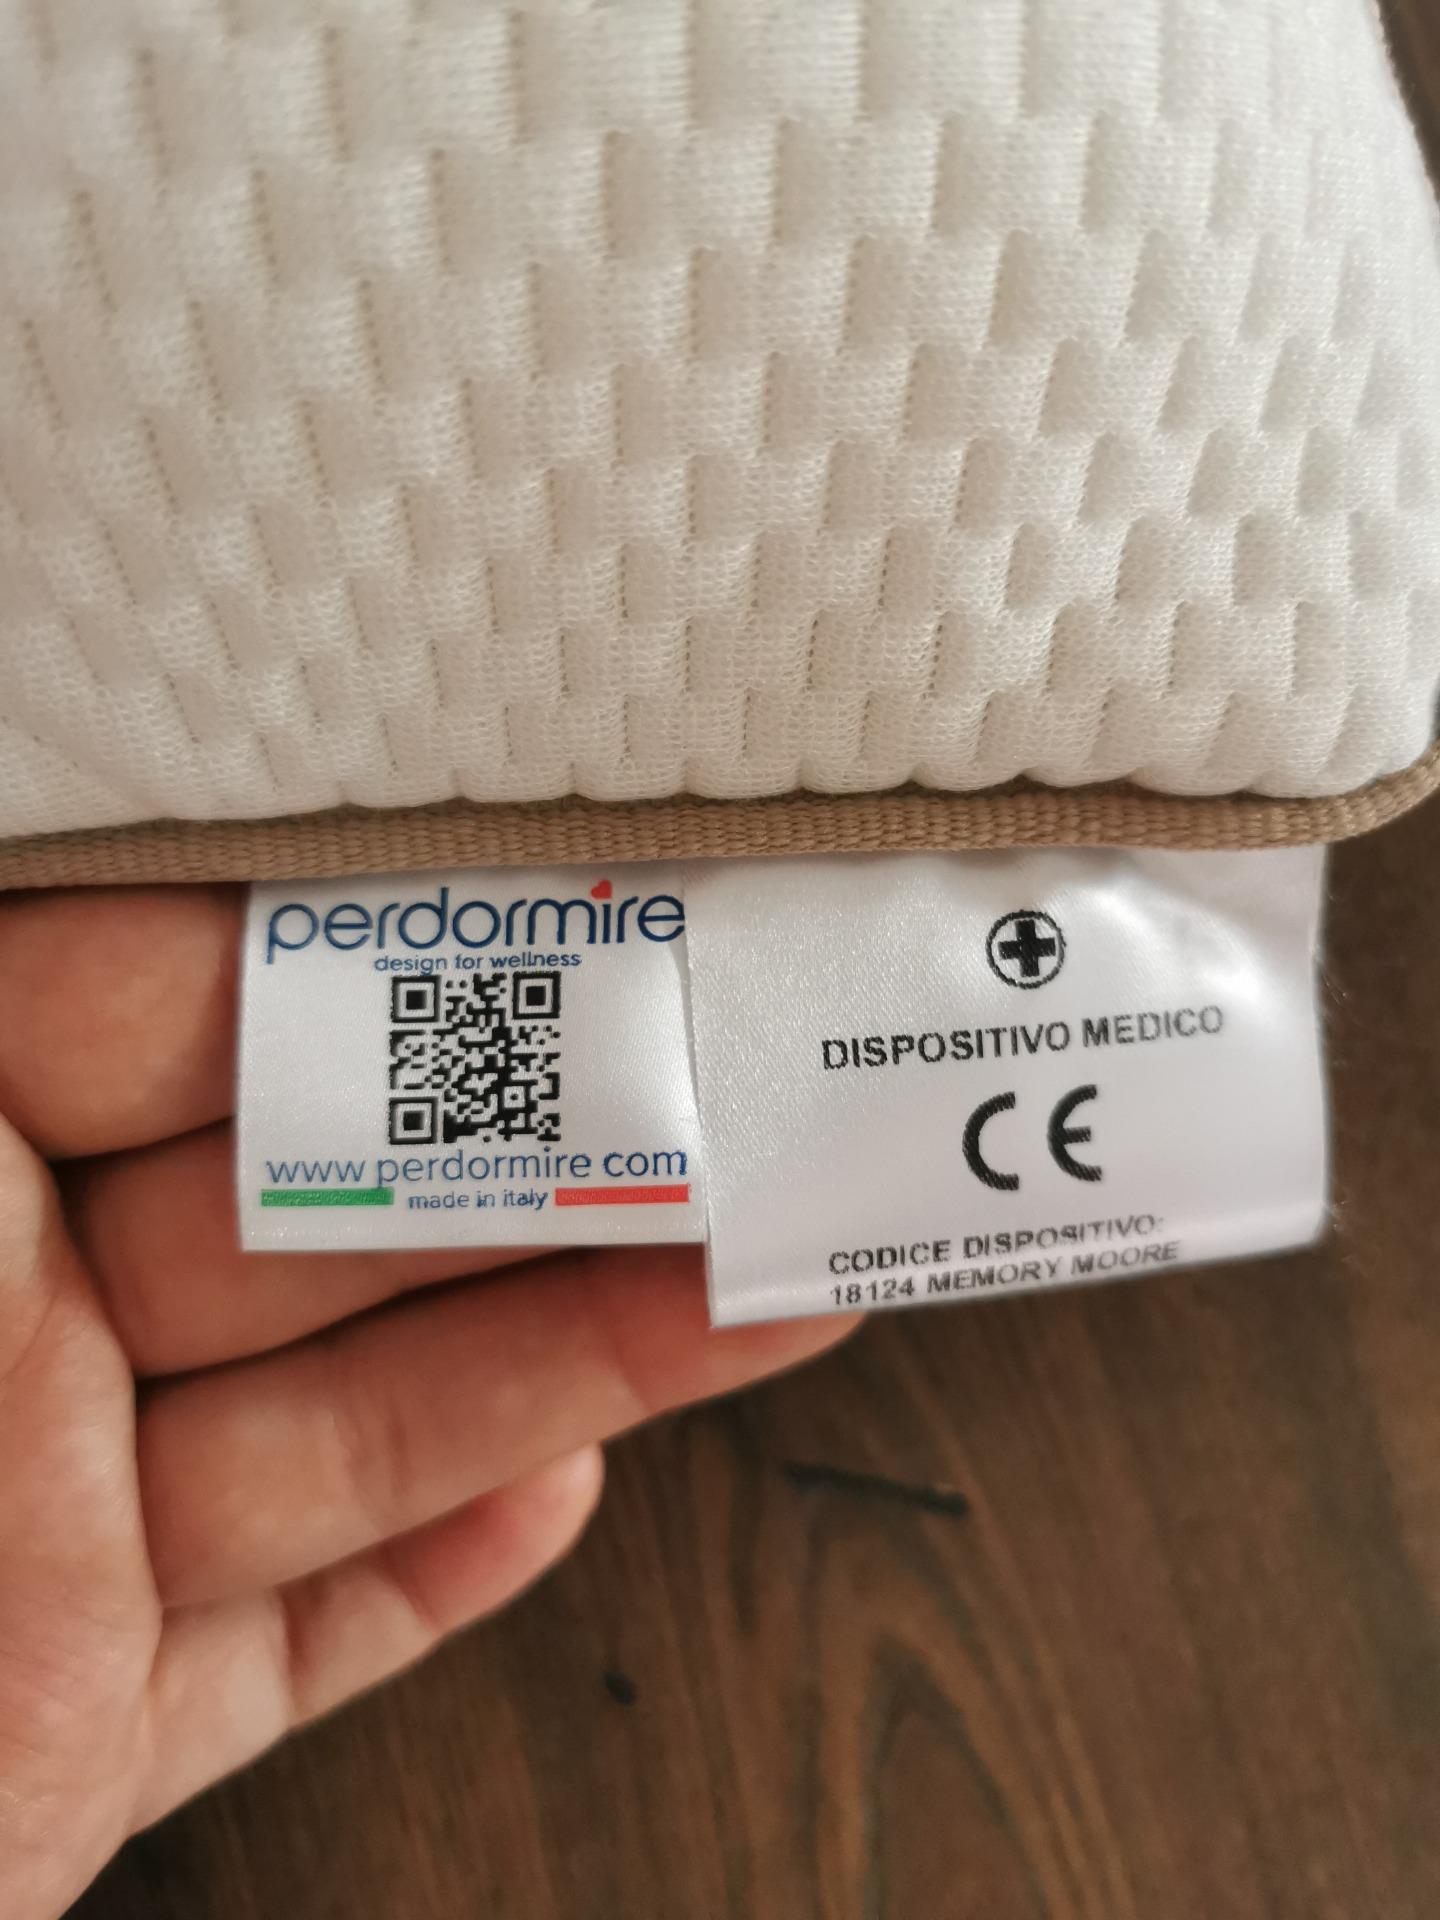 perdormire
design for wellness
www perdormire com
made in italy
DISPOSITIVO MEDICO
CE
CODICE DISPOSITIVO:
18124 MEMORY MOORE